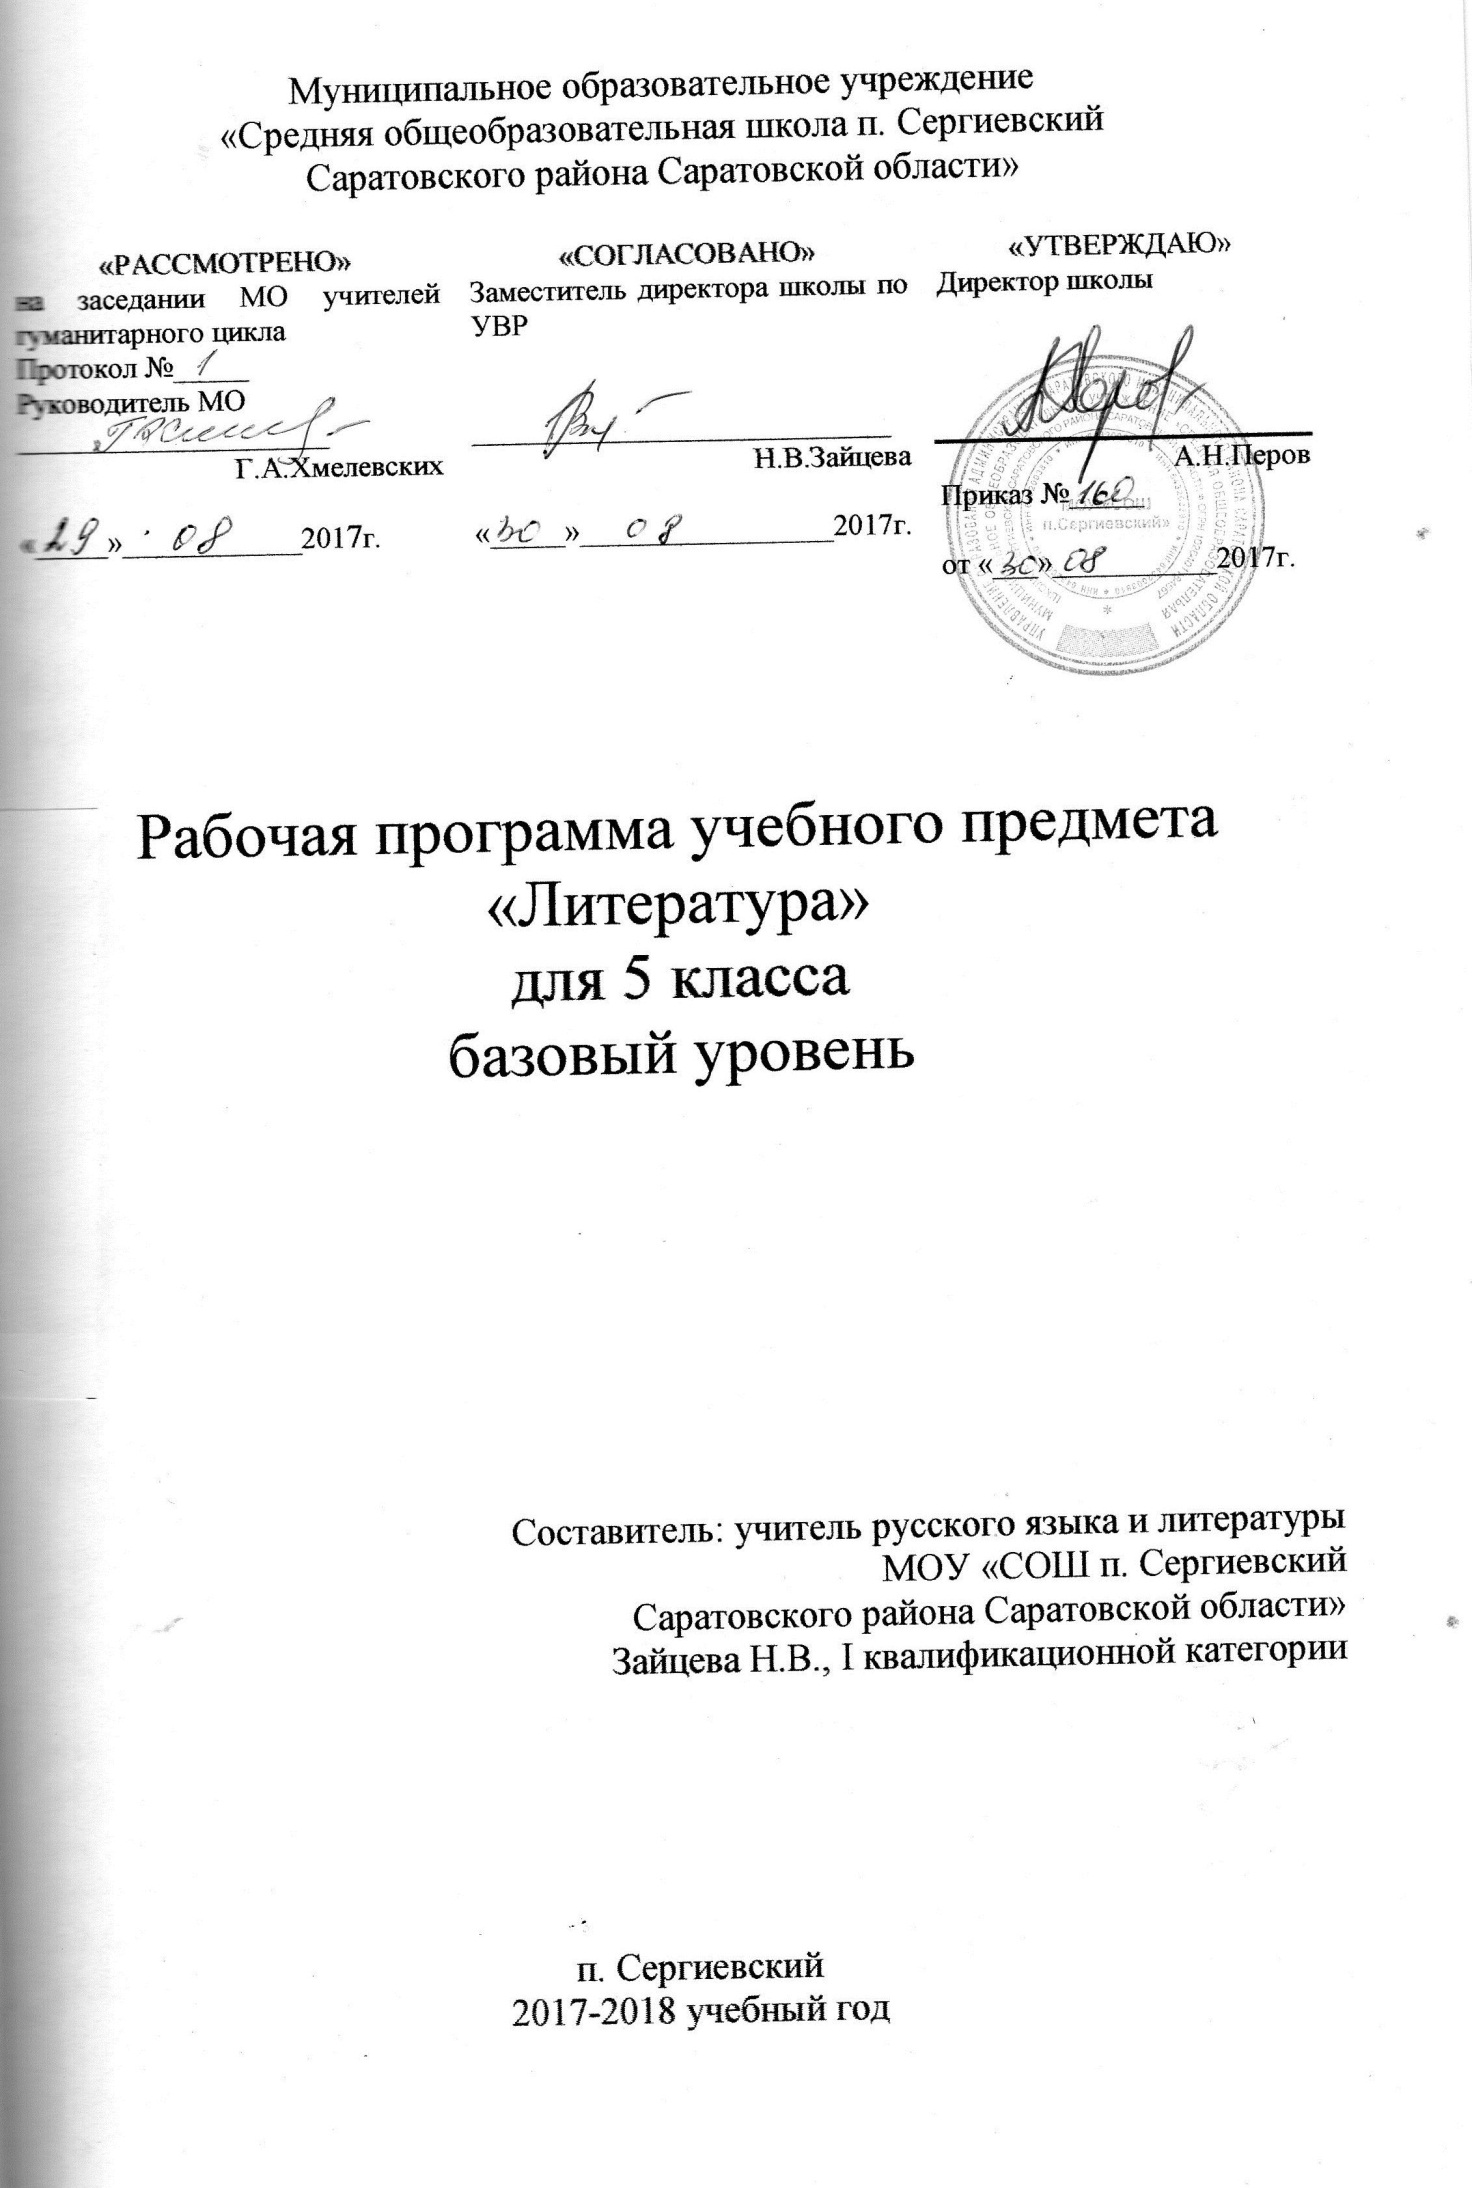 Муниципальное образовательное учреждение
«Средняя общеобразовательная школа п. Сергиевский
Саратовского района Саратовской области»
«РАССМОТРЕНО»
на заседании МО учителей
гуманитарного цикла
Протокол № 1
Руководитель МО
Г.А.Хмелевских
«29» 08 2017г.
«СОГЛАСОВАНО»
Заместитель директора школы по
УВР
Н.В.Зайцева
«30» 08 2017г.
«УТВЕРЖДАЮ»
Директор школы
А.Н.Перов
Приказ № 160
п.Сергиевский»
от «30» 08 2017г.
Рабочая программа учебного предмета
«Литература»
для 5 класса
базовый уровень
Составитель: учитель русского языка и литературы
МОУ «СОШ п. Сергиевский
Саратовского района Саратовской области»
Зайцева Н.В., I квалификационной категории
п. Сергиевский
2017-2018 учебный год